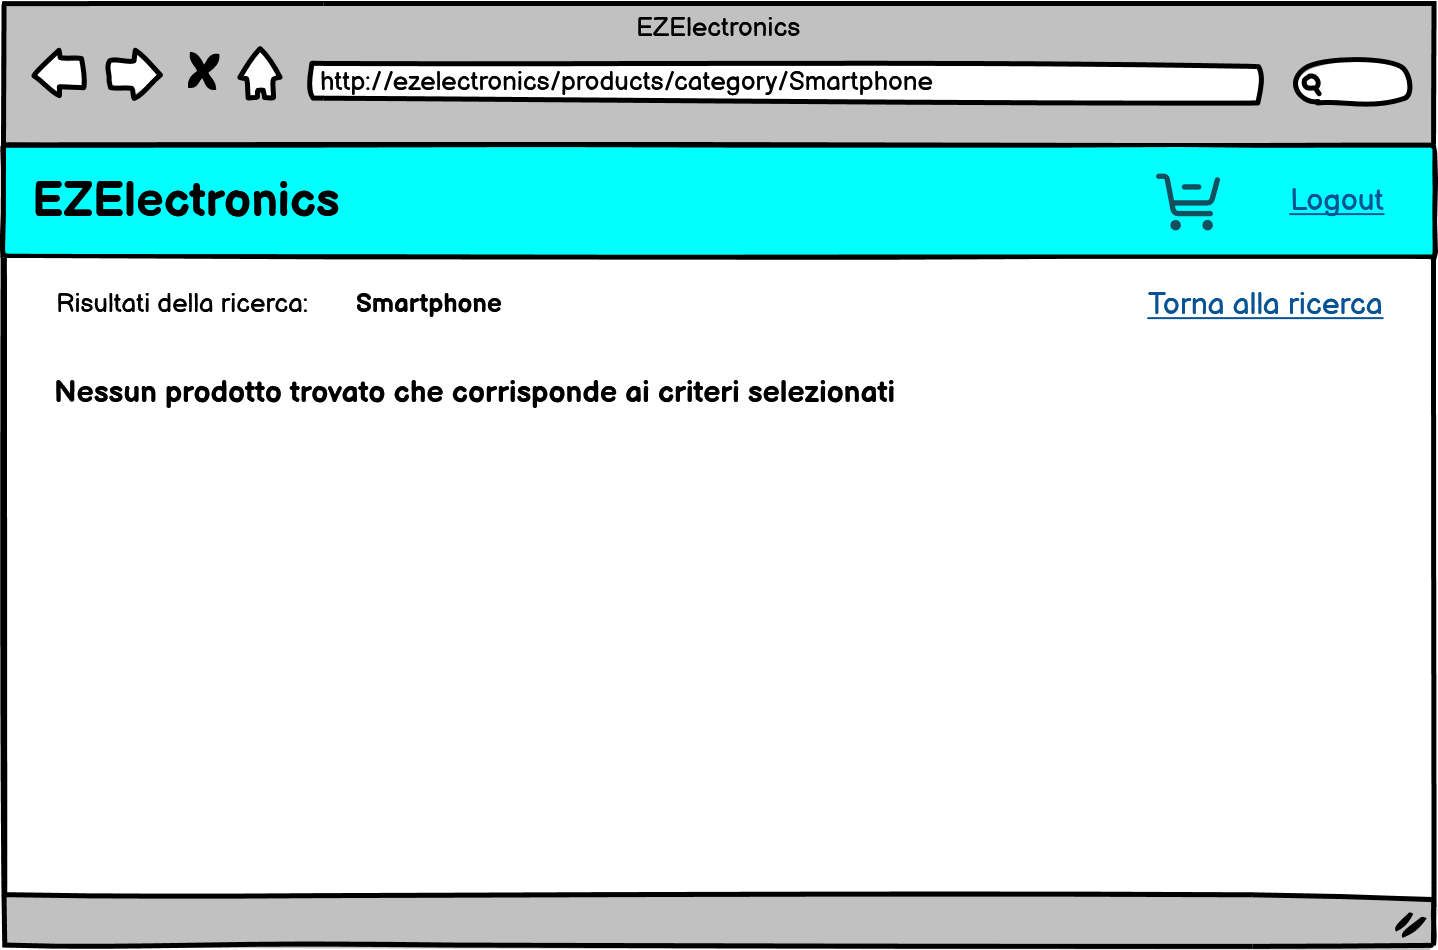 EZElectronics
http://ezelectronics/products/category/Smartphone
EZElectronics
Logout
Risultati della ricerca: Smartphone
Torna alla ricerca
Nessun prodotto trovato che corrisponde ai criteri selezionati